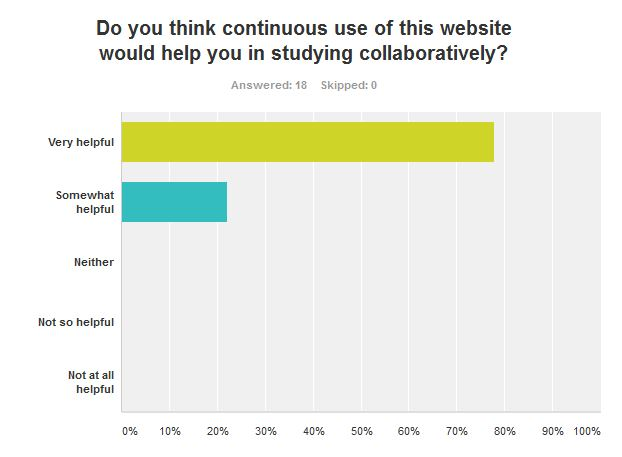 Do you think continuous use of this website
would help you in studying collaboratively?
Answered: 18 Skipped: 0
Very helpful
Somewhat
helpful
Neither
Not so helpful
Not at all
helpful
0% 10% 20% 30% 40% 50% 60% 70% 80% 90% 100%